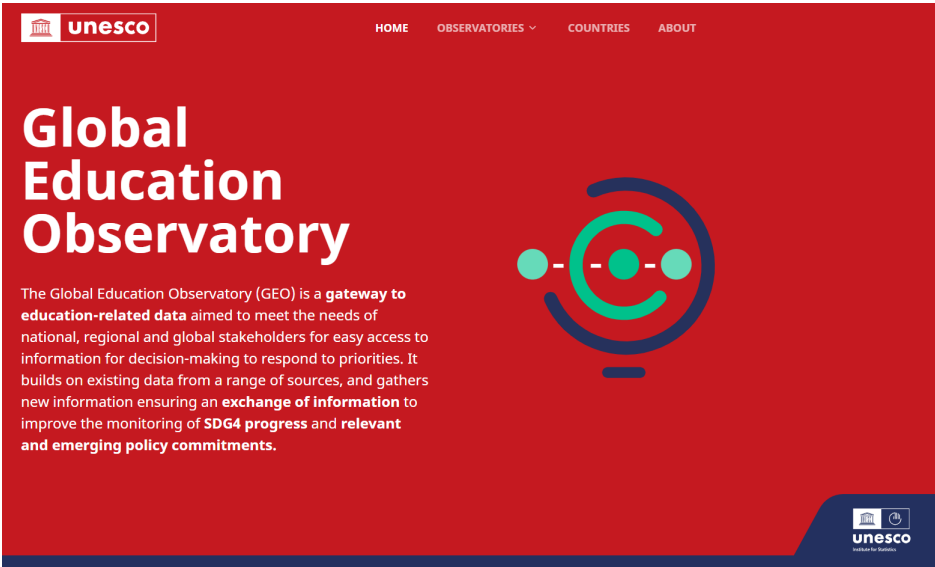 unesco
HOME OBSERVATORIES COUNTRIES ABOUT
Global
Education
Observatory
The Global Education Observatory (GEO) is a gateway to
education-related data aimed to meet the needs of
national, regional and global stakeholders for easy access to
information for decision-making to respond to priorities. It
builds on existing data from a range of sources, and gathers
new information ensuring an exchange of information to
improve the monitoring of SDG4 progress and relevant
and emerging policy commitments.
unesco
Institute for Statistics